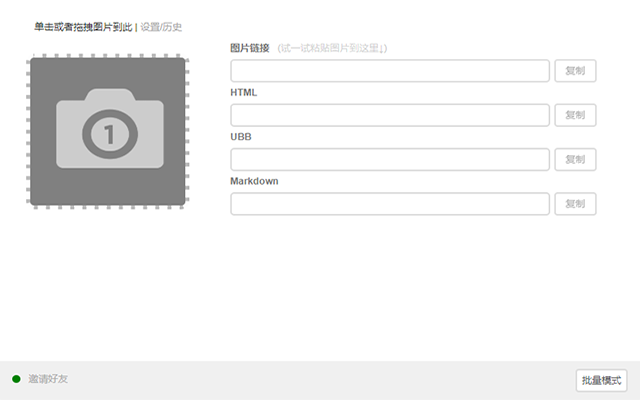 单击或者拖拽图片到此 | 设置/历史
1
图片链接 (试一试粘贴图片到这里↓)
复制
HTML
复制
UBB
复制
Markdown
复制
邀请好友
批量模式